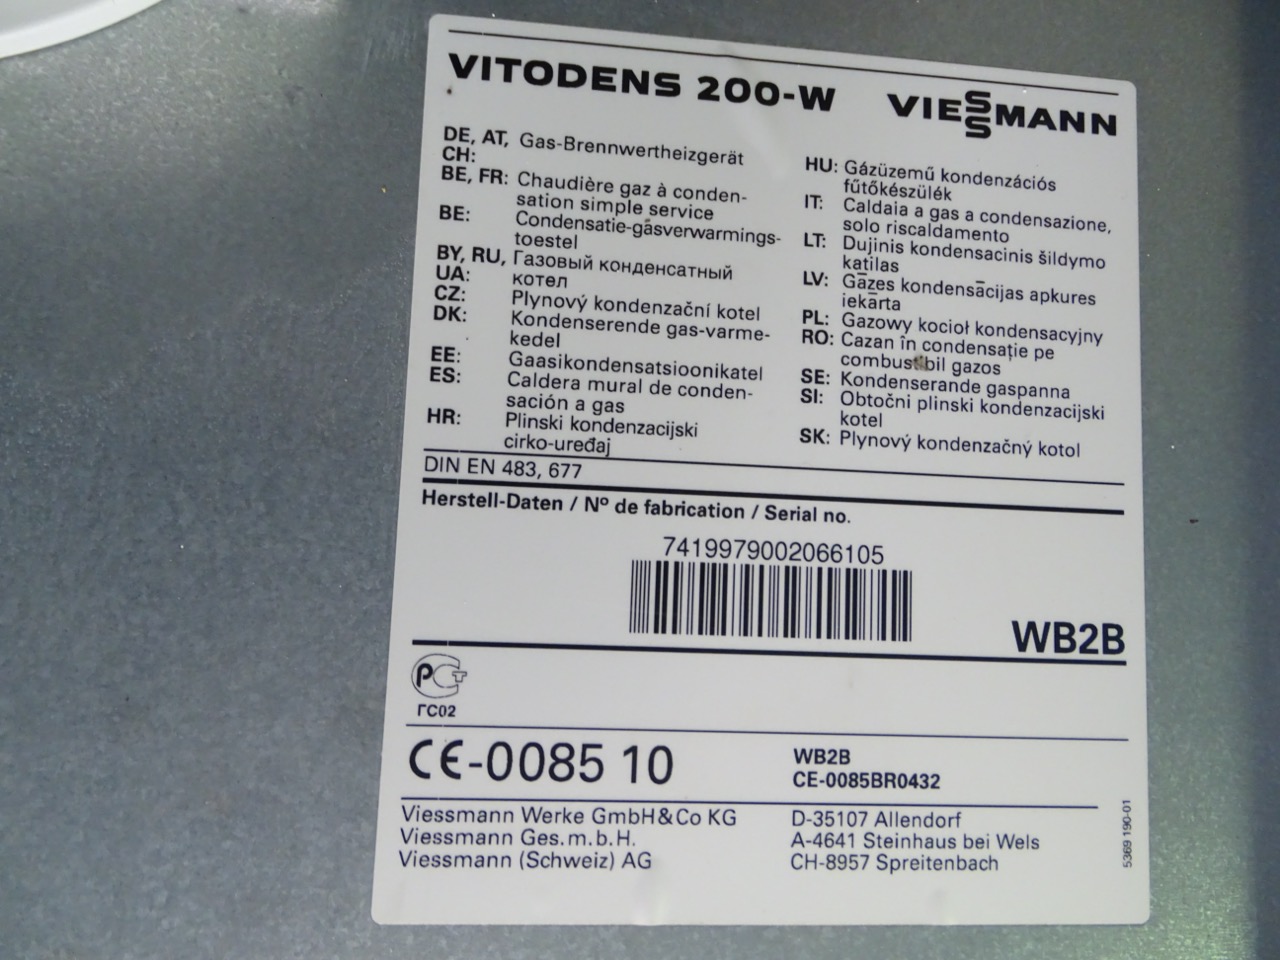 VITODENS 200-W
VIESSMANN
DE, AT, Gas-Brennwertheizgerät
CH:
BE, FR: Chaudière gaz à conden-
sation simple service
BE: Condensatie-gasverwarmings-
toestel
BY, RU, Газовый конденсатный
UA: котел
CZ: Plynový kondenzační kotel
DK: Kondenserende gas-varme-
kedel
EE: Gaasikondensatsioonikatel
ES: Caldera mural de conden-
sación a gas
HR: Plinski kondenzacijski
cirko-uređaj
HU: Gázüzemű kondenzációs
fűtőkészülék
IT: Caldaia a gas a condensazione,
solo riscaldamento
LT: Dujinis kondensacinis šildymo
katilas
LV: Gāzes kondensācijas apkures
iekārta
PL: Gazowy kocioł kondensacyjny
RO: Cazan în condensaţie pe
combustibil gazos
SE: Kondenserande gaspanna
SI: Obtočni plinski kondenzacijski
kotel
SK: Plynový kondenzačný kotol
DIN EN 483, 677
Herstell-Daten / Nº de fabrication / Serial no.
7419979002066105
WB2B
РСТ
ГС02
CE-0085 10
WB2B
CE-0085BR0432
Viessmann Werke GmbH&Co KG
Viessmann Ges.m.b.H.
Viessmann (Schweiz) AG
D-35107 Allendorf
A-4641 Steinhaus bei Wels
CH-8957 Spreitenbach
5369 190-01